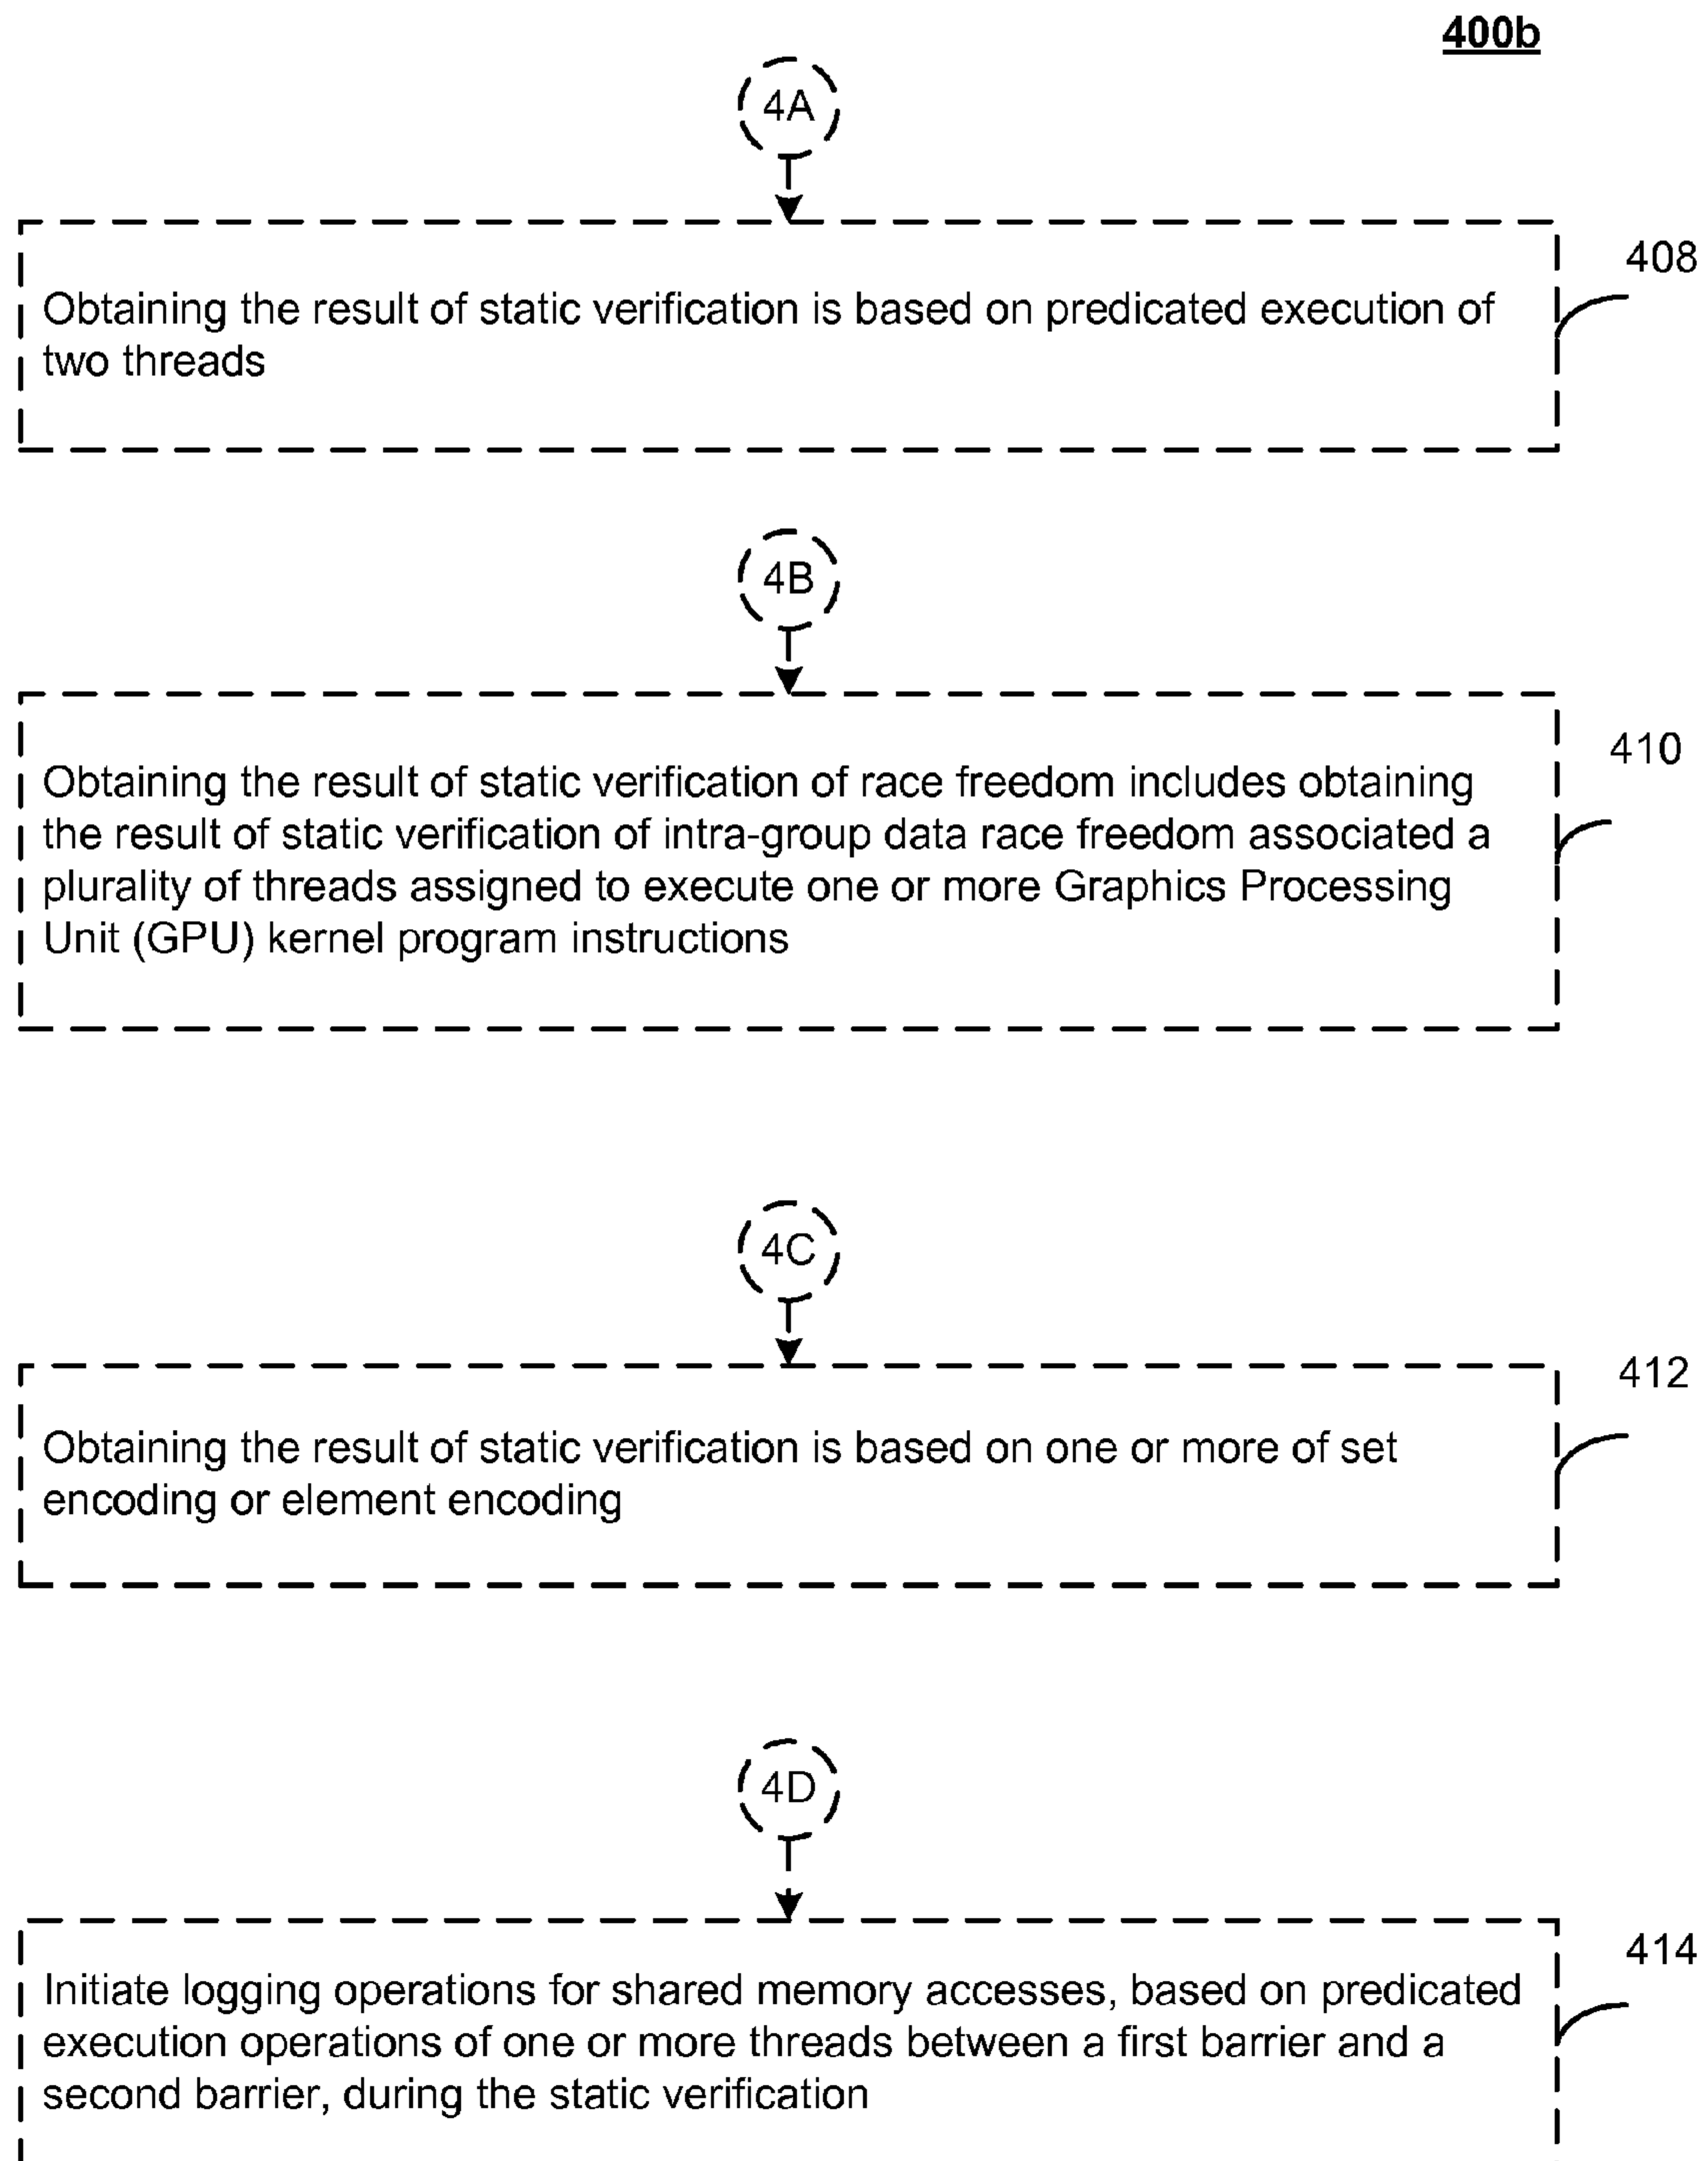 400b
4A
408
Obtaining the result of static verification is based on predicated execution of
two threads
4B
410
Obtaining the result of static verification of race freedom includes obtaining
the result of static verification of intra-group data race freedom associated a
plurality of threads assigned to execute one or more Graphics Processing
Unit (GPU) kernel program instructions
4C
412
Obtaining the result of static verification is based on one or more of set
encoding or element encoding
4D
414
Initiate logging operations for shared memory accesses, based on predicated
execution operations of one or more threads between a first barrier and a
second barrier, during the static verification